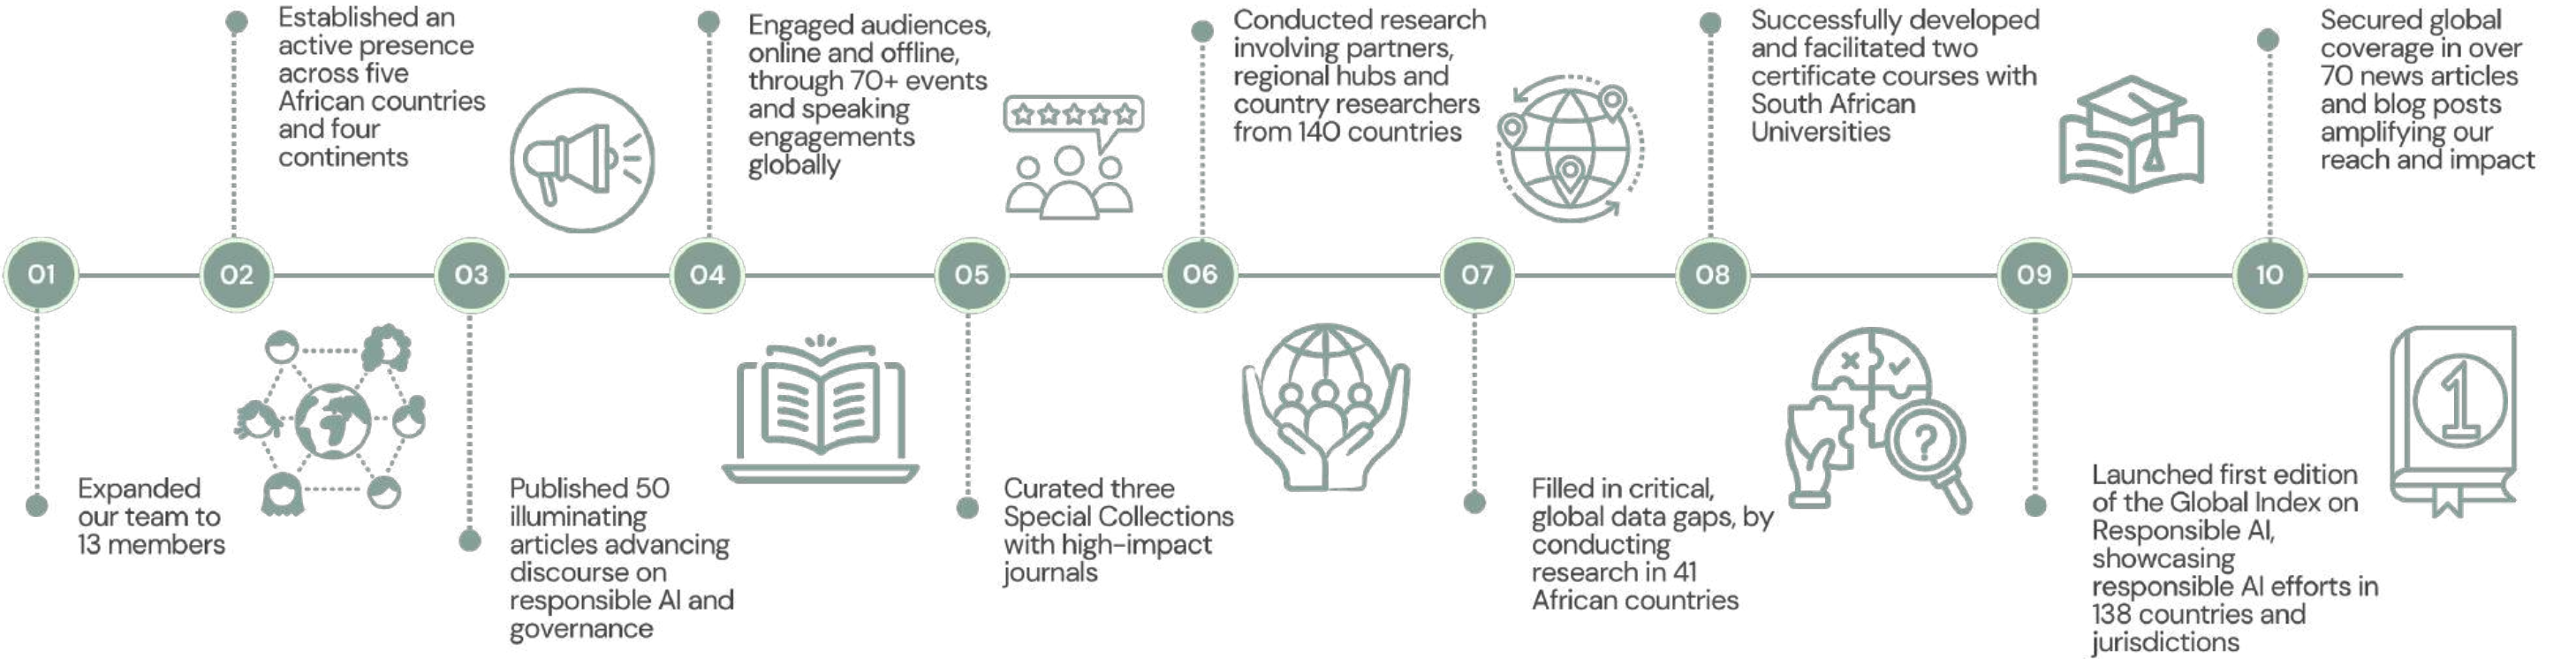 01
Expanded
our team to
13 members
02
Established an
active presence
across five
African countries
and four
continents
03
Published 50
illuminating
articles advancing
discourse on
responsible AI and
governance
04
Engaged audiences,
online and offline,
through 70+ events
and speaking
engagements
globally
05
Curated three
Special Collections
with high-impact
journals
06
Conducted research
involving partners,
regional hubs and
country researchers
from 140 countries
07
Filled in critical,
global data gaps, by
conducting
research in 41
African countries
08
Successfully developed
and facilitated two
certificate courses with
South African
Universities
?
09
Launched first edition
of the Global Index on
Responsible AI,
showcasing
responsible AI efforts in
138 countries and
jurisdictions
10
Secured global
coverage in over
70 news articles
and blog posts
amplifying our
reach and impact
1